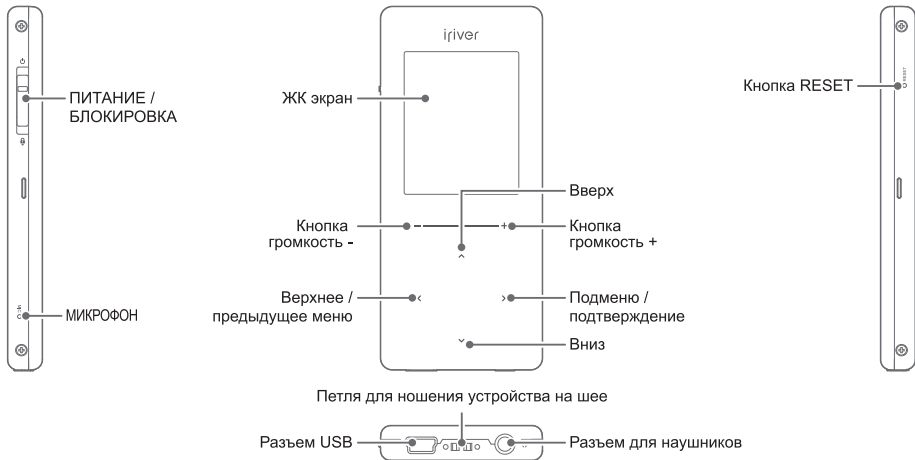 iriver
ПИТАНИЕ /
БЛОКИРОВКА
ЖК экран
Кнопка RESET
RESET
Вверх
Кнопка
громкость -
- +
Кнопка
громкость +
Верхнее /
предыдущее меню
Подменю /
подтверждение
МИКРОФОН
Вниз
Петля для ношения устройства на шее
Разъем USB
Разъем для наушников